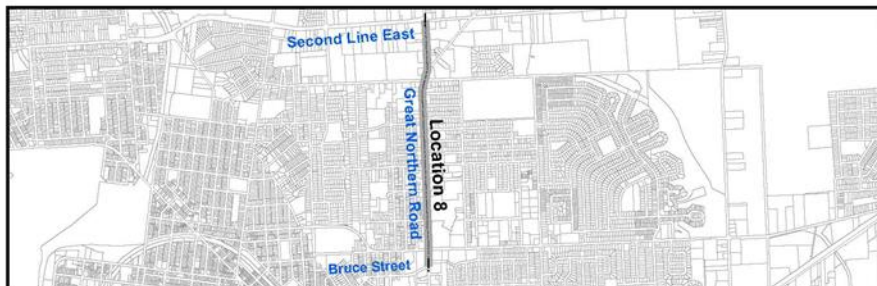 Second Line East
Great Northern Road
Location 8
Bruce Street